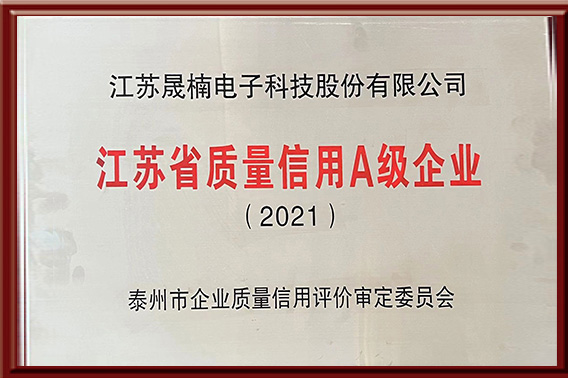 江苏晟楠电子科技股份有限公司
江苏省质量信用A级企业
（2021）
泰州市企业质量信用评价审定委员会